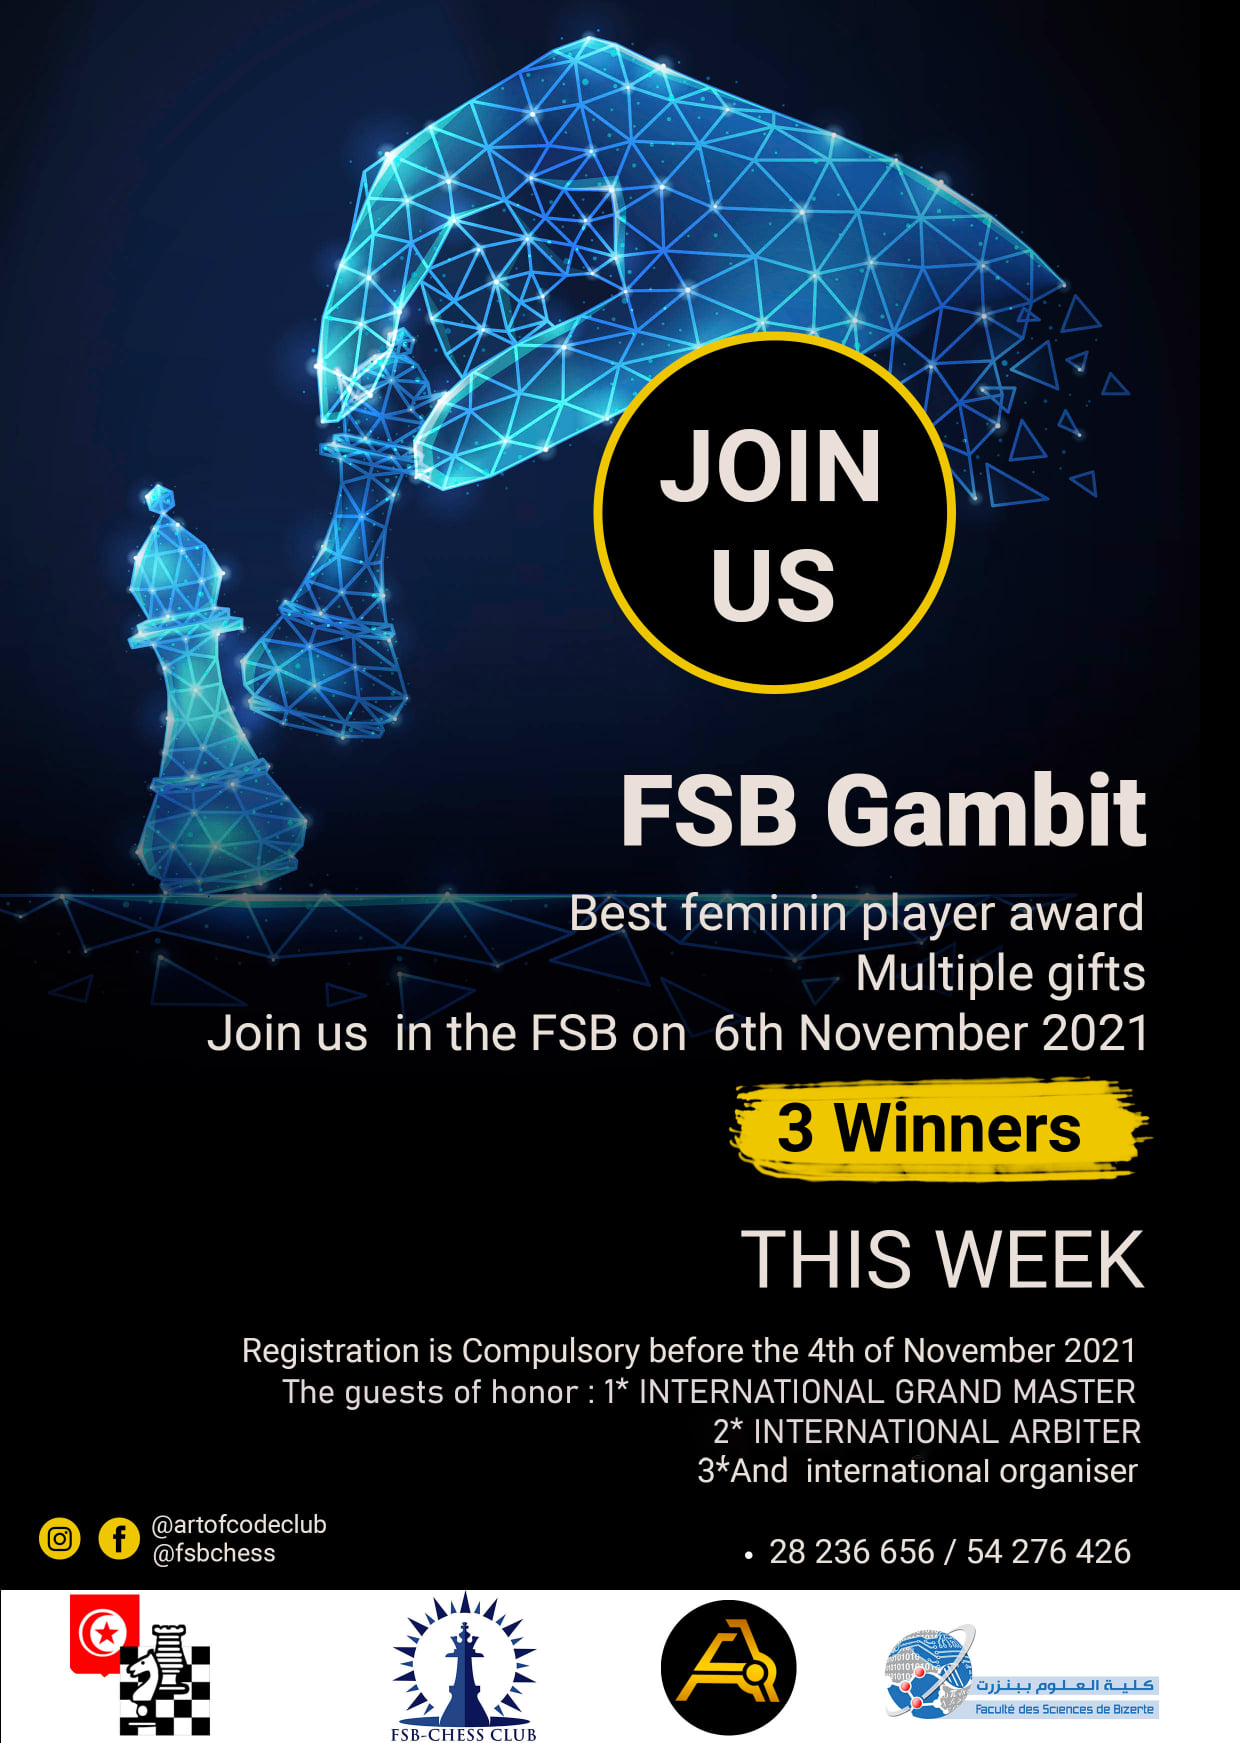 JOIN
US
FSB Gambit
Best feminin player award
Multiple gifts
Join us in the FSB on 6th November 2021
3 Winners
THIS WEEK
Registration is Compulsory before the 4th of November 2021
The guests of honor : 1* INTERNATIONAL GRAND MASTER
2* INTERNATIONAL ARBITER
3*And international organiser
@artofcodeclub
@fsbchess
• 28 236 656 / 54 276 426
FSB-CHESS CLUB
كلية العلوم ببنزرت
Faculté des Sciences de Bizerte